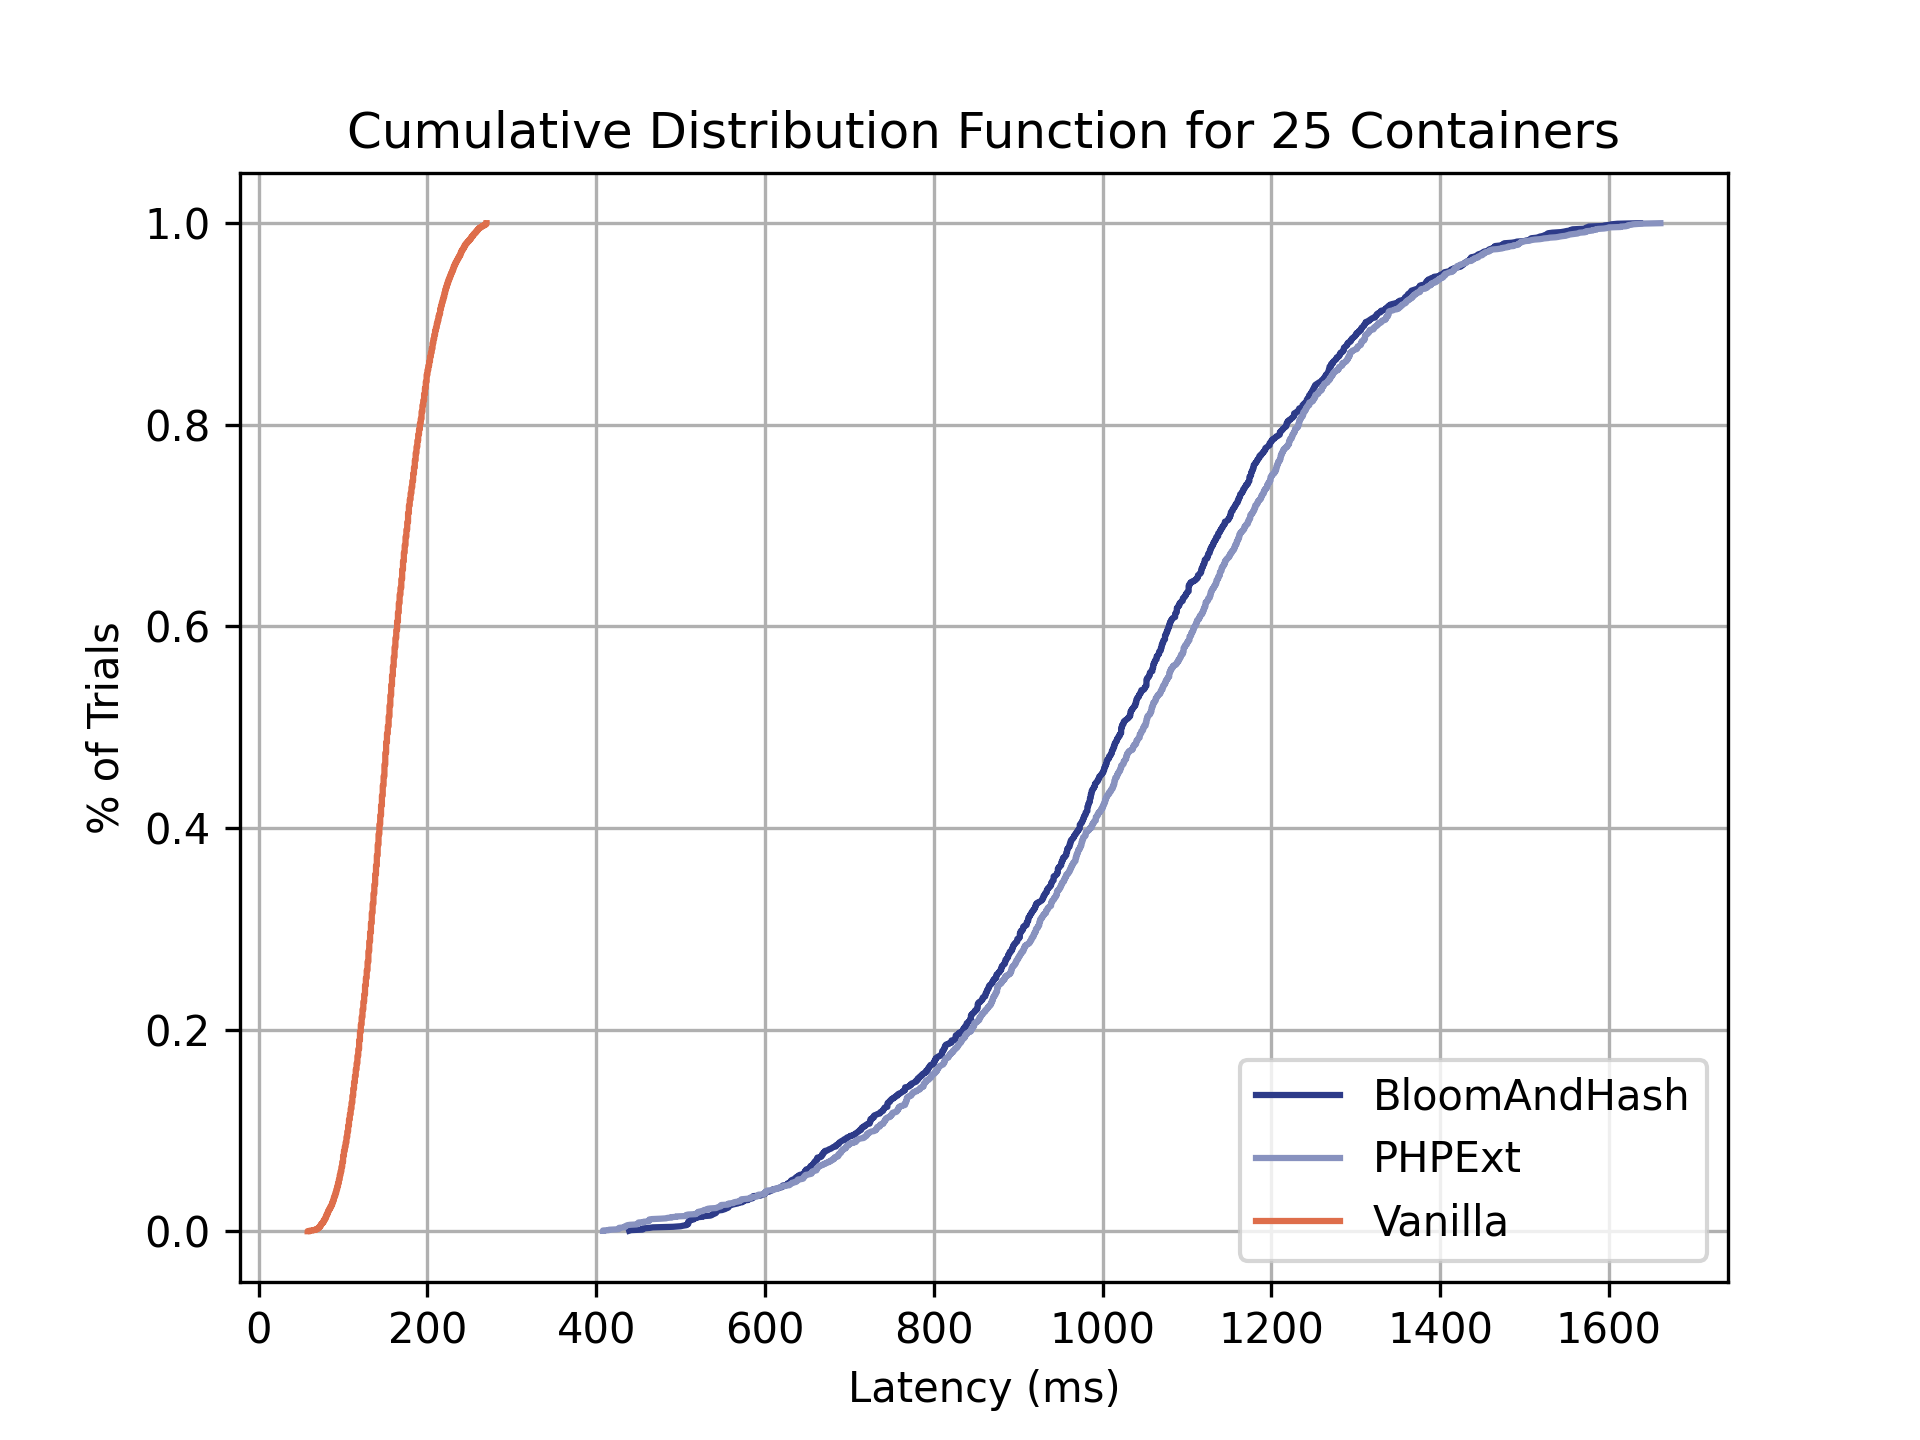 Cumulative Distribution Function for 25 Containers
1.0
0.8
0.6
0.4
0.2
0.0
% of Trials
BloomAndHash
PHPExt
Vanilla
0 200 400 600 800 1000 1200 1400 1600
Latency (ms)